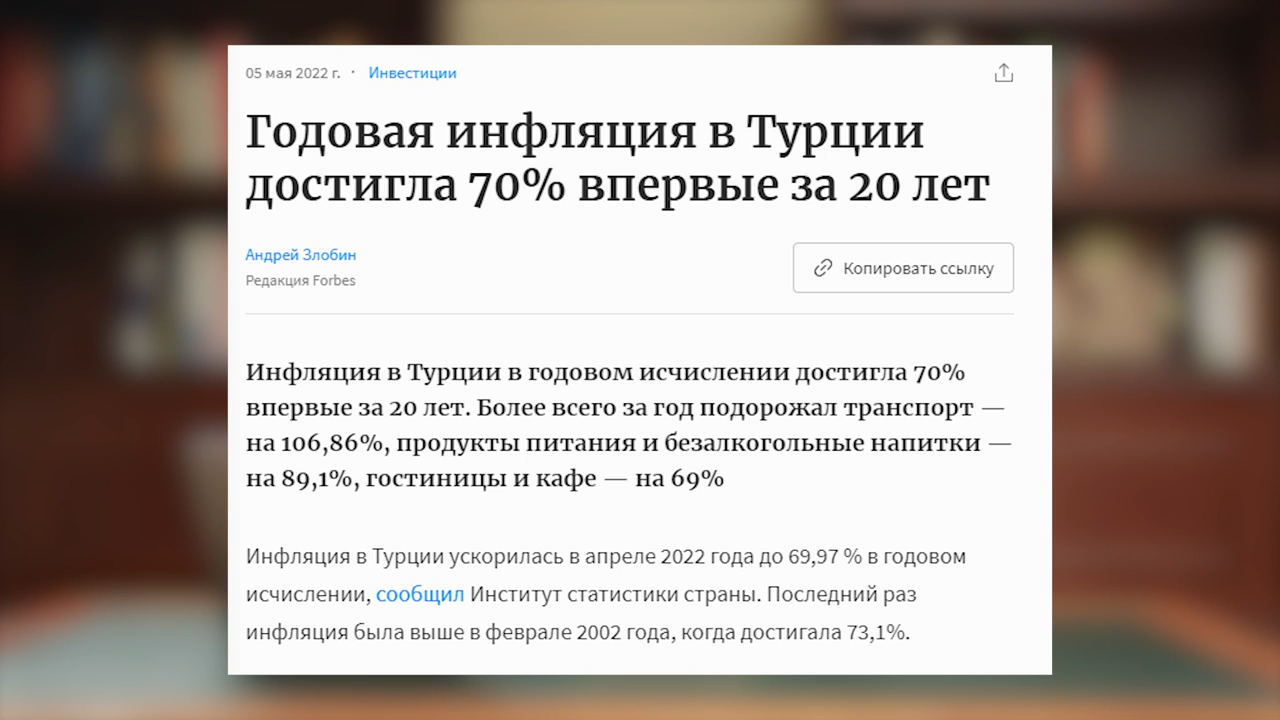 05 мая 2022 г. · Инвестиции
Годовая инфляция в Турции
достигла 70% впервые за 20 лет
Андрей Злобин
Редакция Forbes
Копировать ссылку
Инфляция в Турции в годовом исчислении достигла 70%
впервые за 20 лет. Более всего за год подорожал транспорт —
на 106,86%, продукты питания и безалкогольные напитки —
на 89,1%, гостиницы и кафе — на 69%
Инфляция в Турции ускорилась в апреле 2022 года до 69,97 % в годовом
исчислении, сообщил Институт статистики страны. Последний раз
инфляция была выше в феврале 2002 года, когда достигала 73,1%.